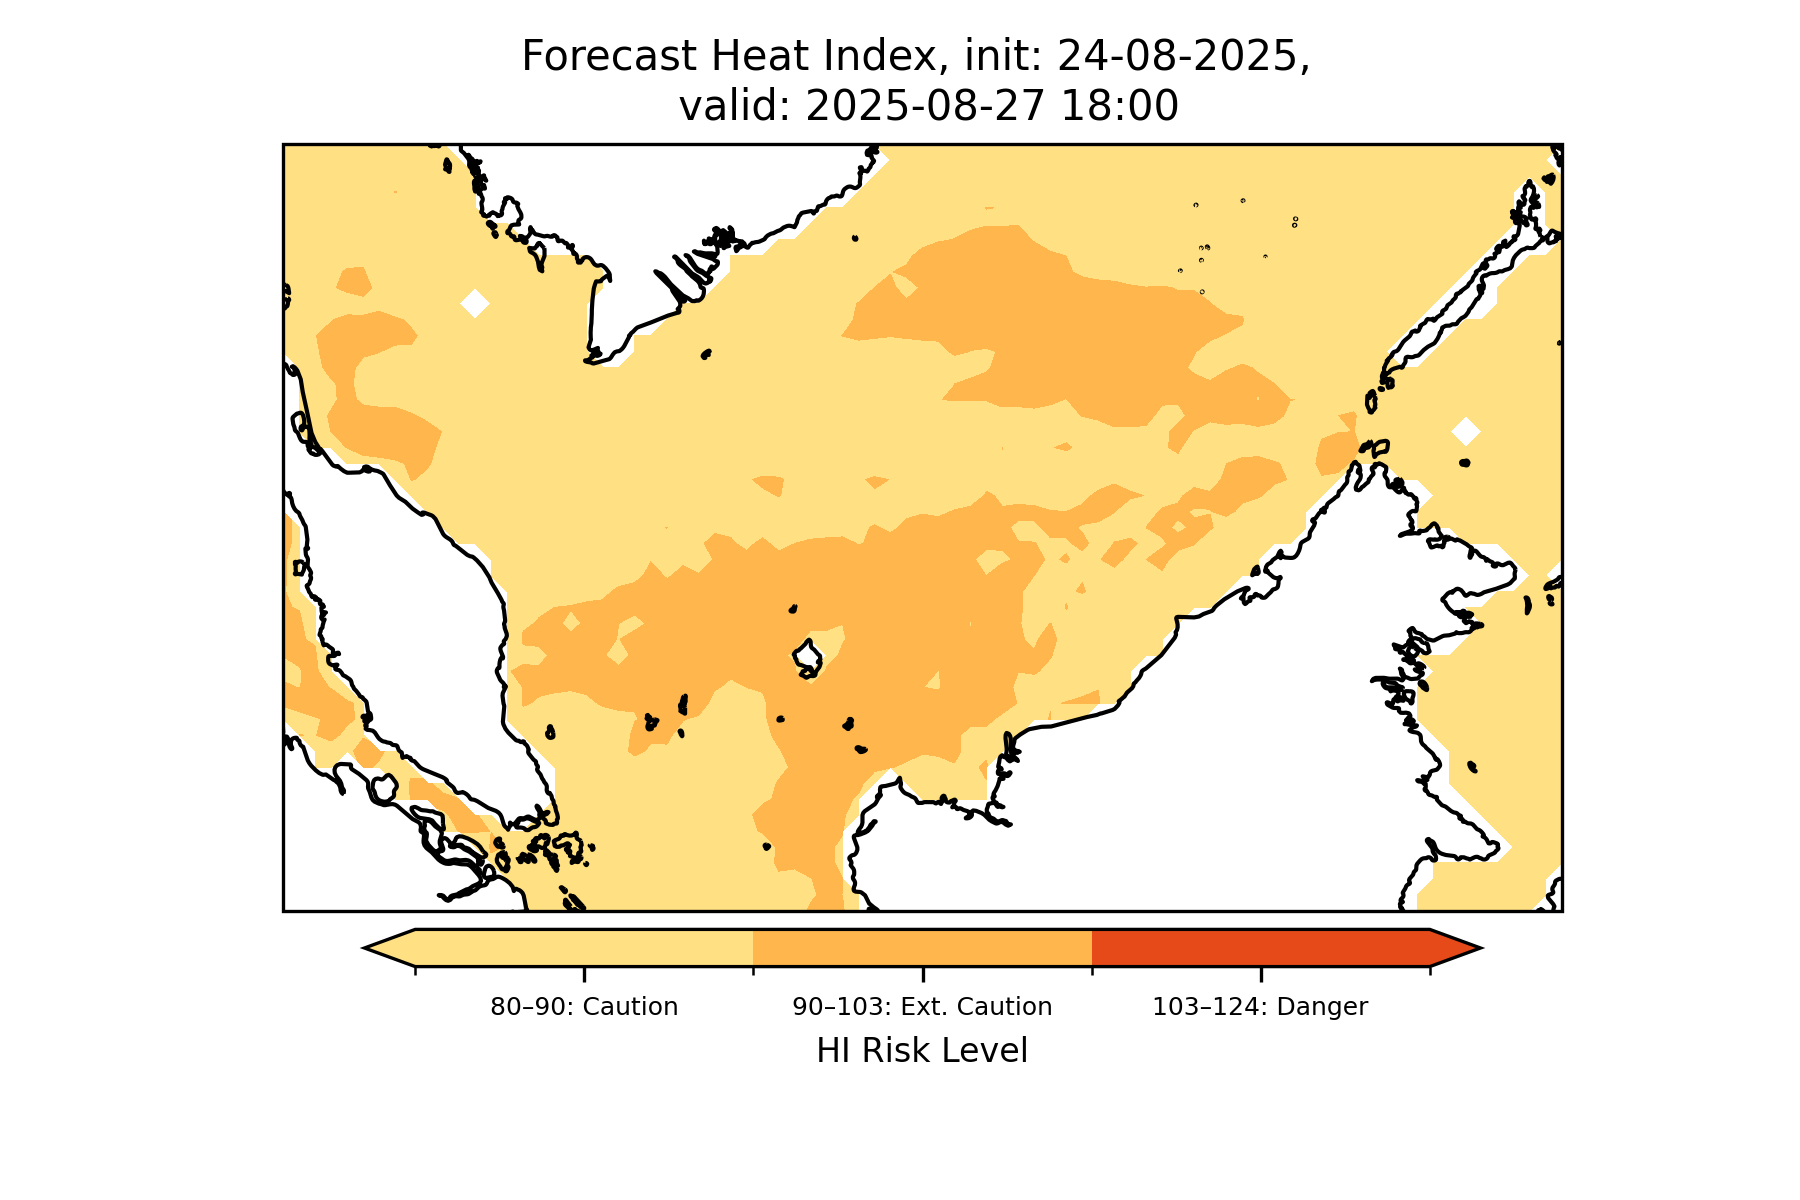 Forecast Heat Index, init: 24-08-2025,
valid: 2025-08-27 18:00
80–90: Caution
90–103: Ext. Caution
103–124: Danger
HI Risk Level